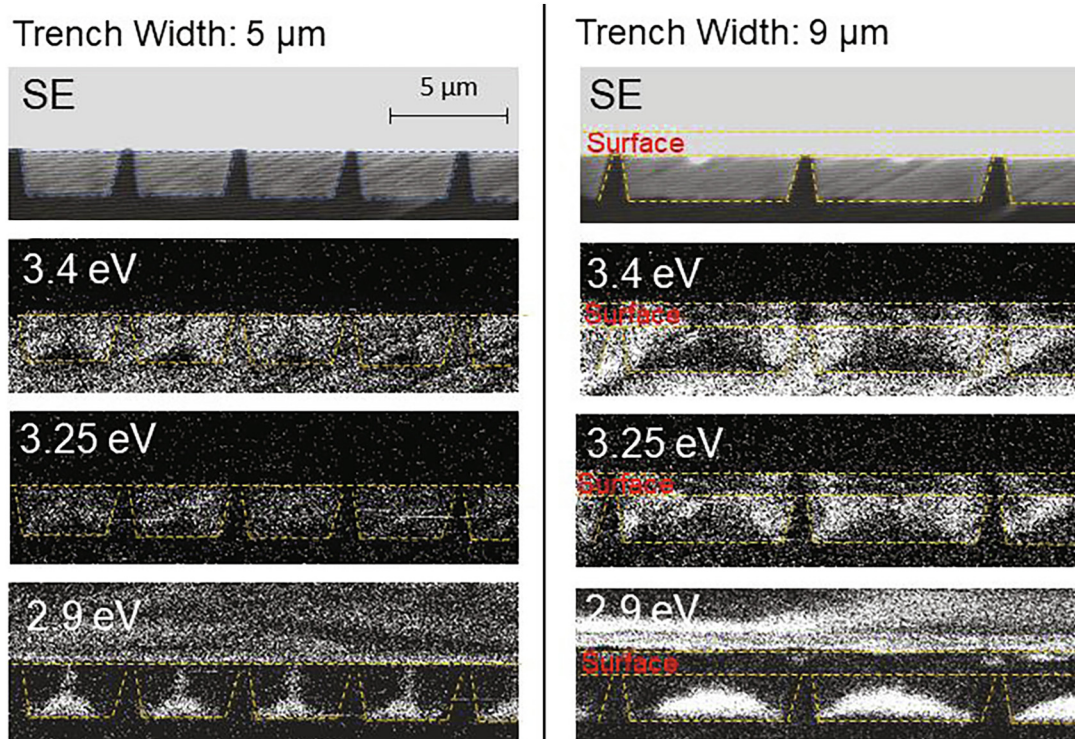 Trench Width: 5 µm
SE
5 µm
3.4 eV
3.25 eV
2.9 eV
Trench Width: 9 µm
SE
Surface
3.4 eV
Surface
3.25 eV
Surface
2.9 eV
Surface